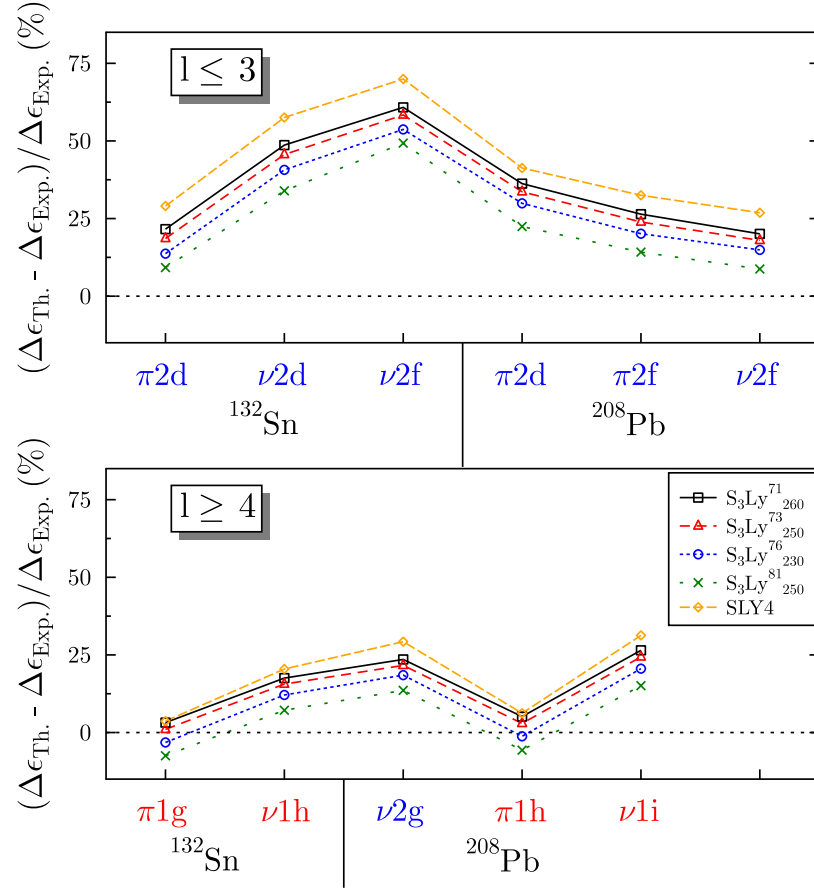 (Δϵ_Th. - Δϵ_Exp.)/Δϵ_Exp. (%)
l ≤ 3
75
50
25
0
π2d ν2d ν2f π2d π2f ν2f
¹³²Sn ²⁰⁸Pb
(Δϵ_Th. - Δϵ_Exp.)/Δϵ_Exp. (%)
l ≥ 4
75
50
25
0
S₃Ly⁷¹₂₆₀
S₃Ly⁷³₂₅₀
S₃Ly⁷⁶₂₃₀
S₃Ly⁸¹₂₅₀
SLY4
π1g ν1h ν2g π1h ν1i
¹³²Sn ²⁰⁸Pb